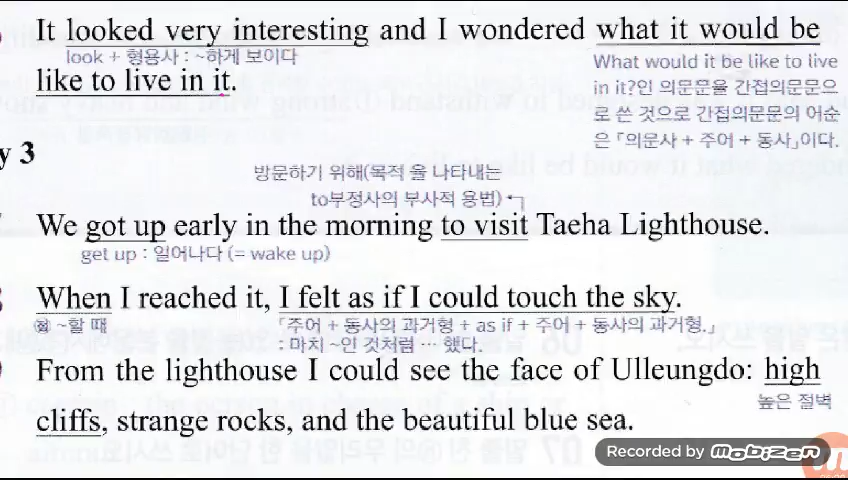 It looked very interesting and I wondered what it would be
look + 형용사 : ~하게 보이다
What would it be like to live
like to live in it.
in it?인 의문문을 간접의문문으
로 쓴 것으로 간접의문문의 어순
은 「의문사 + 주어 + 동사」이다.
y 3
방문하기 위해(목적 을 나타내는
to부정사의 부사적 용법)
We got up early in the morning to visit Taeha Lighthouse.
get up : 일어나다 (= wake up)
When I reached it, I felt as if I could touch the sky.
접 ~할 때
「주어 + 동사의 과거형 + as if + 주어 + 동사의 과거형.」
: 마치 ~인 것처럼 … 했다.
From the lighthouse I could see the face of Ulleungdo: high
높은 절벽
cliffs, strange rocks, and the beautiful blue sea.
Recorded by MOBIZEN